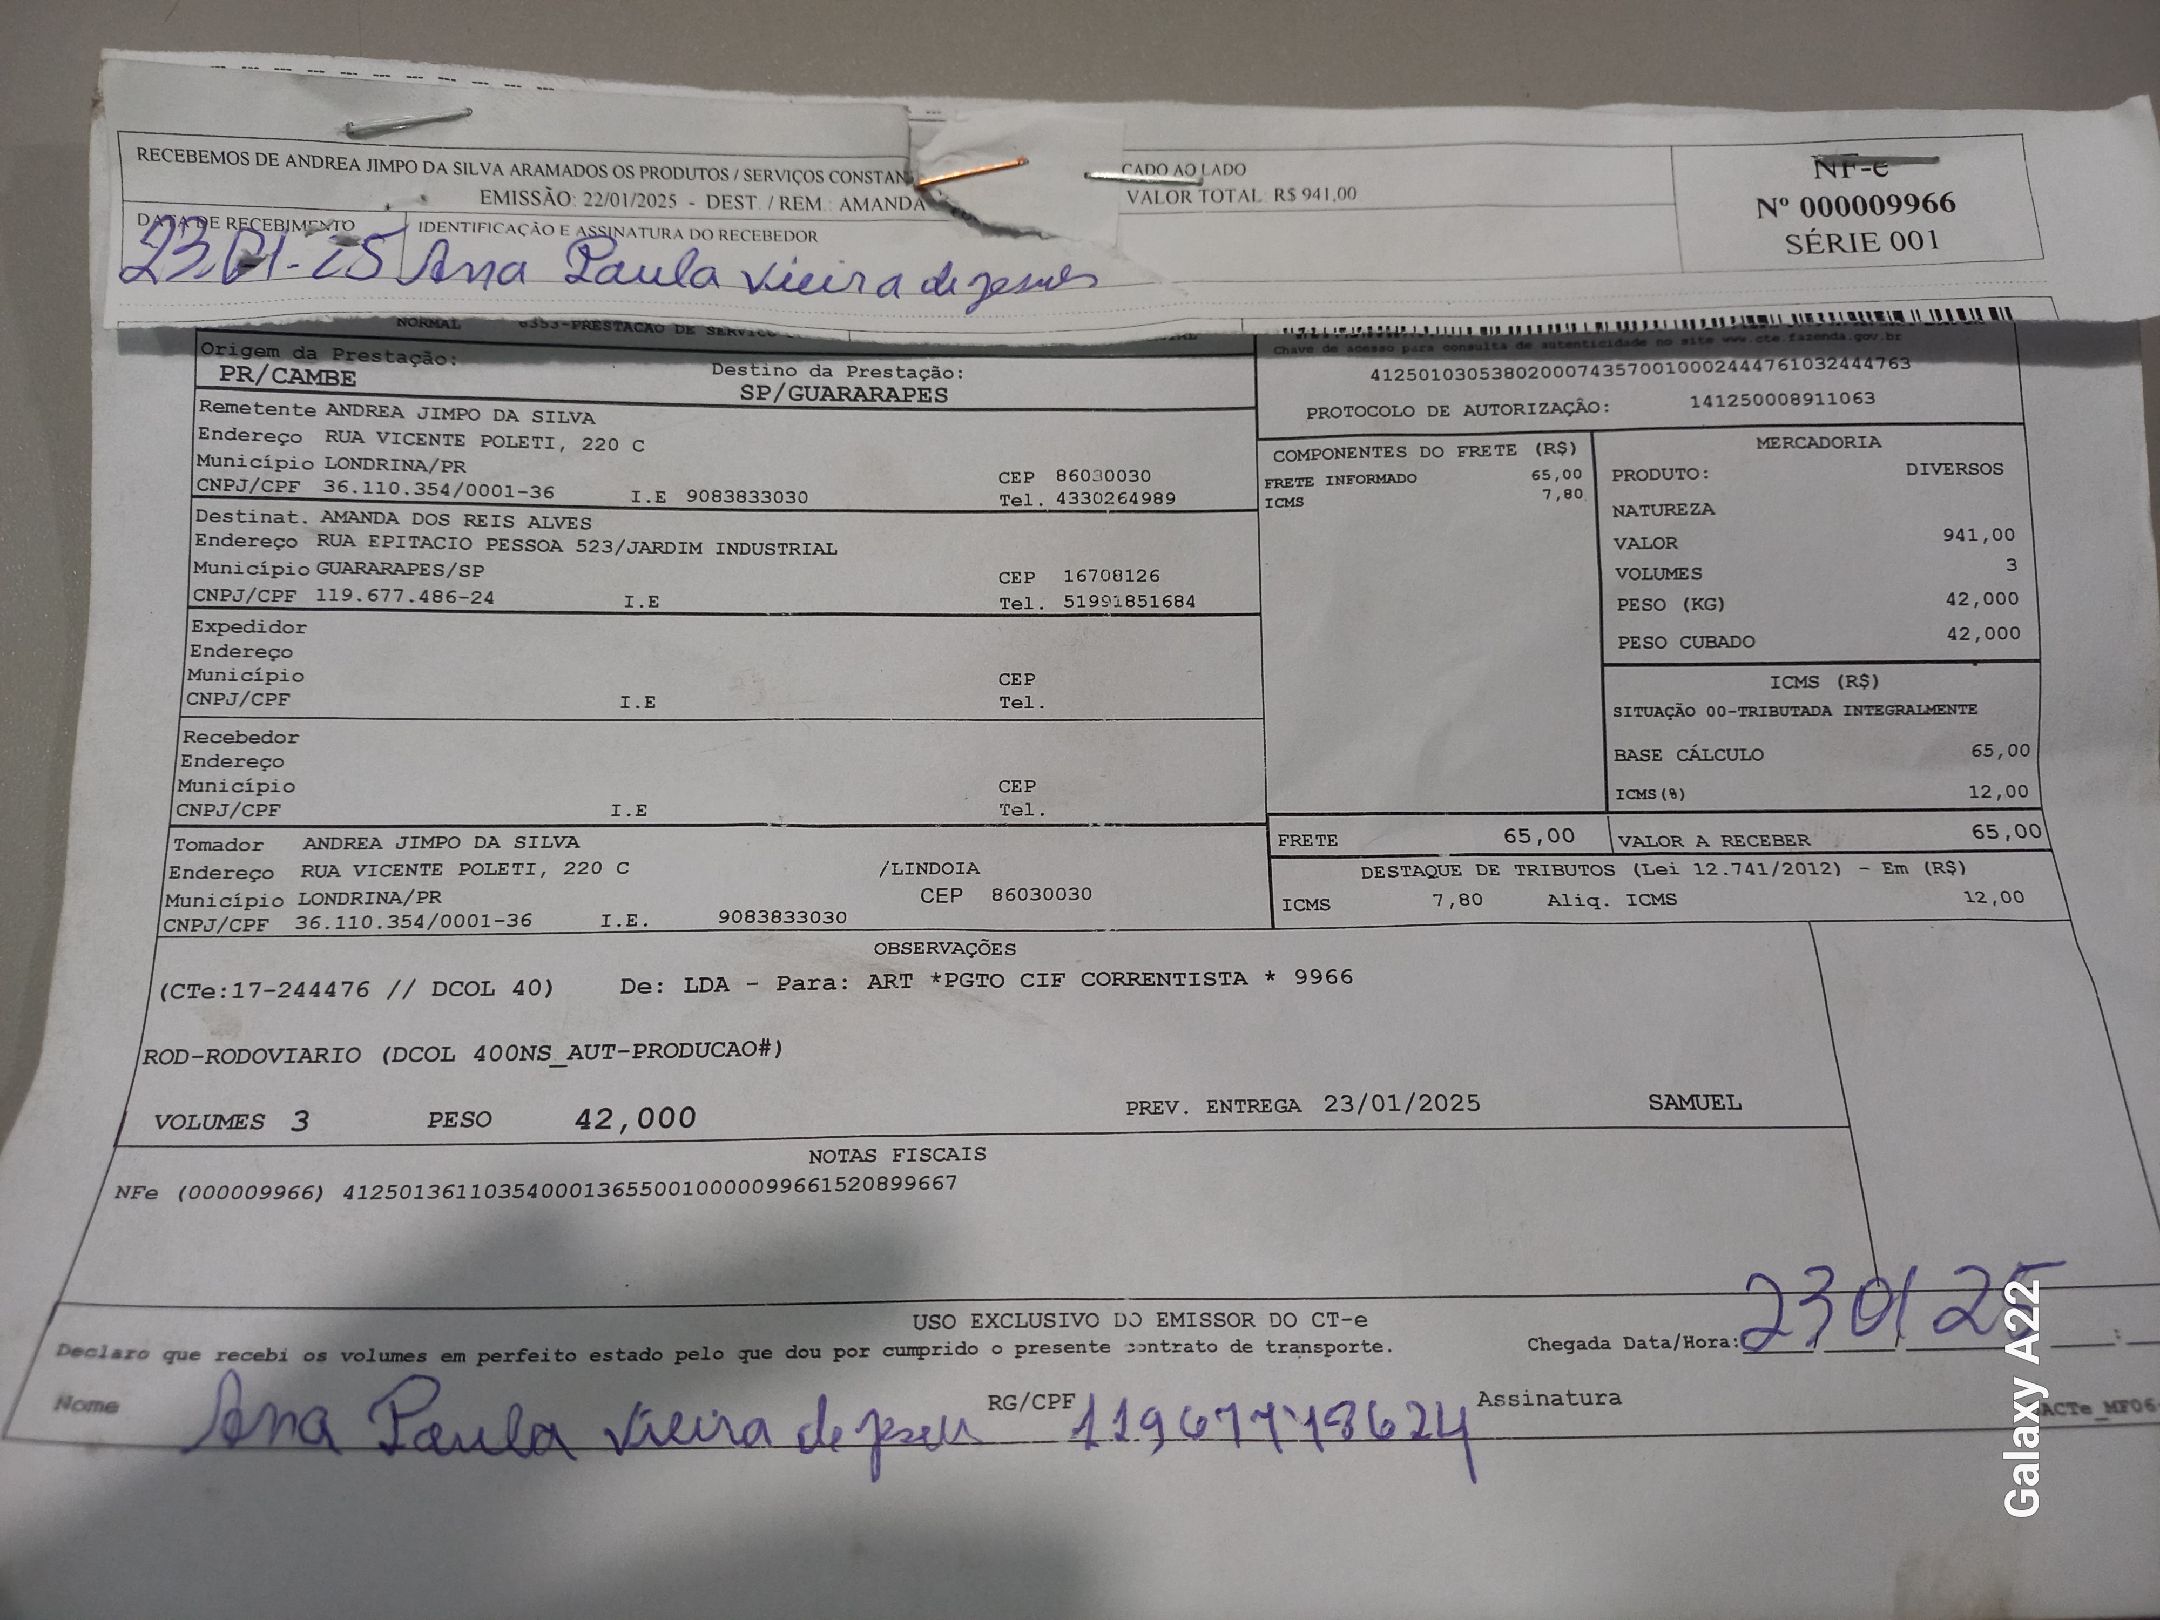 RECEBEMOS DE ANDREA JIMPO DA SILVA ARAMADOS OS PRODUTOS / SERVIÇOS CONSTAN CADO AO LADO
EMISSÃO: 22/01/2025 - DEST. / REM.: AMANDA VALOR TOTAL: R$ 941,00
NF-e
Nº 000009966
SÉRIE 001
DATA DE RECEBIMENTO IDENTIFICAÇÃO E ASSINATURA DO RECEBEDOR
23.01-25 Ana Paula Vieira de Jesus
NORMAL 6353-PRESTACAO DE SERVICO
Chave de acesso para consulta de autenticidade no site www.cte.fazenda.gov.br
41250103053802000743570010002444761032444763
PROTOCOLO DE AUTORIZAÇÃO: 141250008911063
Origem da Prestação: Destino da Prestação:
PR/CAMBE SP/GUARARAPES
Remetente ANDREA JIMPO DA SILVA
Endereço RUA VICENTE POLETI, 220 C
Município LONDRINA/PR CEP 86030030
CNPJ/CPF 36.110.354/0001-36 I.E 9083833030 Tel. 4330264989
Destinat. AMANDA DOS REIS ALVES
Endereço RUA EPITACIO PESSOA 523/JARDIM INDUSTRIAL
Município GUARARAPES/SP CEP 16708126
CNPJ/CPF 119.677.486-24 I.E Tel. 51991851684
Expedidor
Endereço
Município CEP
CNPJ/CPF I.E Tel.
Recebedor
Endereço
Município CEP
CNPJ/CPF I.E Tel.
Tomador ANDREA JIMPO DA SILVA
Endereço RUA VICENTE POLETI, 220 C /LINDOIA
Município LONDRINA/PR CEP 86030030
CNPJ/CPF 36.110.354/0001-36 I.E. 9083833030
COMPONENTES DO FRETE (R$)
FRETE INFORMADO 65,00
ICMS 7,80
MERCADORIA
PRODUTO: DIVERSOS
NATUREZA
VALOR 941,00
VOLUMES 3
PESO (KG) 42,000
PESO CUBADO 42,000
ICMS (R$)
SITUAÇÃO 00-TRIBUTADA INTEGRALMENTE
BASE CÁLCULO 65,00
ICMS(%) 12,00
FRETE 65,00 VALOR A RECEBER 65,00
DESTAQUE DE TRIBUTOS (Lei 12.741/2012) - Em (R$)
ICMS 7,80 Aliq. ICMS 12,00
OBSERVAÇÕES
(CTe:17-244476 // DCOL 40) De: LDA - Para: ART *PGTO CIF CORRENTISTA * 9966
ROD-RODOVIARIO (DCOL 400NS_AUT-PRODUCAO#)
VOLUMES 3 PESO 42,000 PREV. ENTREGA 23/01/2025 SAMUEL
NOTAS FISCAIS
NFe (000009966) 41250136110354000136550010000099661520899667
USO EXCLUSIVO DO EMISSOR DO CT-e
Declaro que recebi os volumes em perfeito estado pelo que dou por cumprido o presente contrato de transporte. Chegada Data/Hora: 23 01 25 :
Nome Ana Paula Vieira de Jesus RG/CPF Assinatura
Galaxy A22